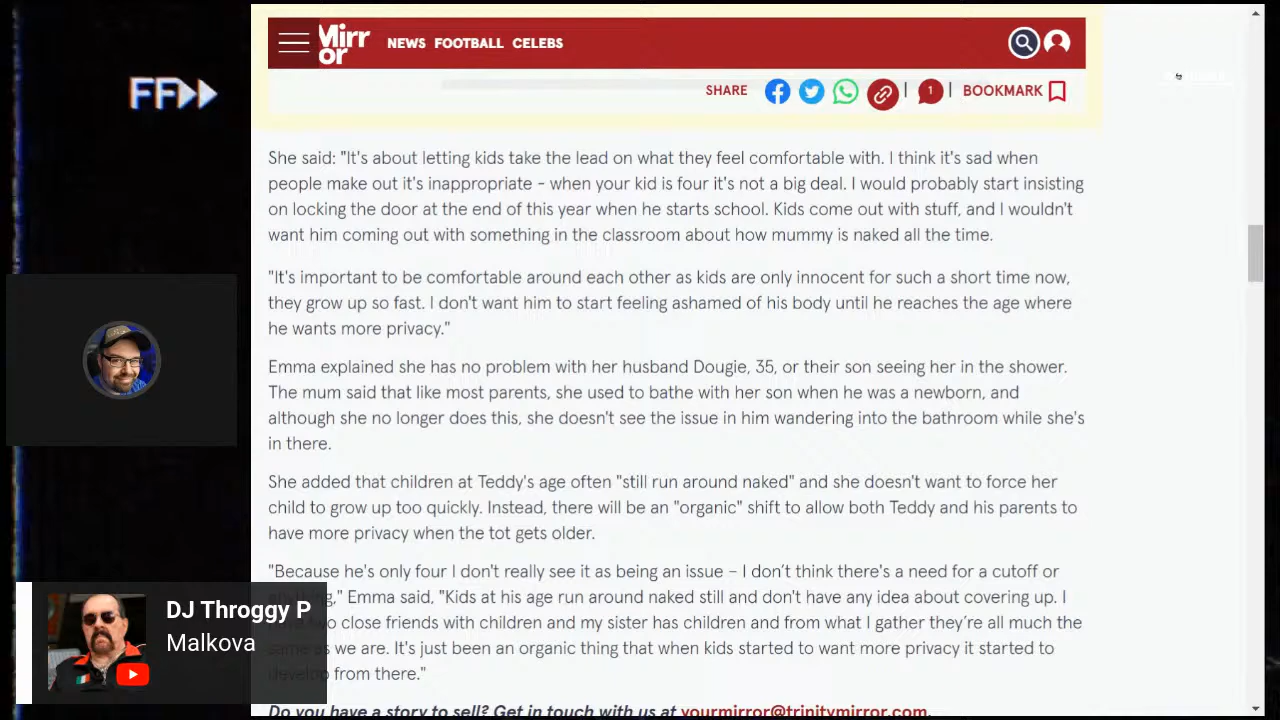 Mirr
or
NEWS FOOTBALL CELEBS
FF
SHARE
1
BOOKMARK
She said: "It's about letting kids take the lead on what they feel comfortable with. I think it's sad when
people make out it's inappropriate - when your kid is four it's not a big deal. I would probably start insisting
on locking the door at the end of this year when he starts school. Kids come out with stuff, and I wouldn't
want him coming out with something in the classroom about how mummy is naked all the time.
"It's important to be comfortable around each other as kids are only innocent for such a short time now,
they grow up so fast. I don't want him to start feeling ashamed of his body until he reaches the age where
he wants more privacy."
Emma explained she has no problem with her husband Dougie, 35, or their son seeing her in the shower.
The mum said that like most parents, she used to bathe with her son when he was a newborn, and
although she no longer does this, she doesn't see the issue in him wandering into the bathroom while she's
in there.
She added that children at Teddy's age often "still run around naked" and she doesn't want to force her
child to grow up too quickly. Instead, there will be an "organic" shift to allow both Teddy and his parents to
have more privacy when the tot gets older.
"Because he's only four I don't really see it as being an issue – I don't think there's a need for a cutoff or
anything," Emma said, "Kids at his age run around naked still and don't have any idea about covering up. I
have two close friends with children and my sister has children and from what I gather they're all much the
same as we are. It's just been an organic thing that when kids started to want more privacy it started to
develop from there."
Do you have a story to sell? Get in touch with us at yourmirror@trinitymirror.com.
DJ Throggy P
Malkova